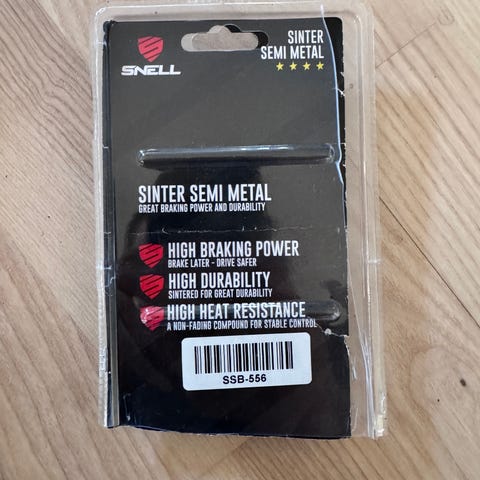 SNELL
SINTER
SEMI METAL
SINTER SEMI METAL
GREAT BRAKING POWER AND DURABILITY
HIGH BRAKING POWER
BRAKE LATER - DRIVE SAFER
HIGH DURABILITY
SINTERED FOR GREAT DURABILITY
HIGH HEAT RESISTANCE
A NON-FADING COMPOUND FOR STABLE CONTROL
SSB-556